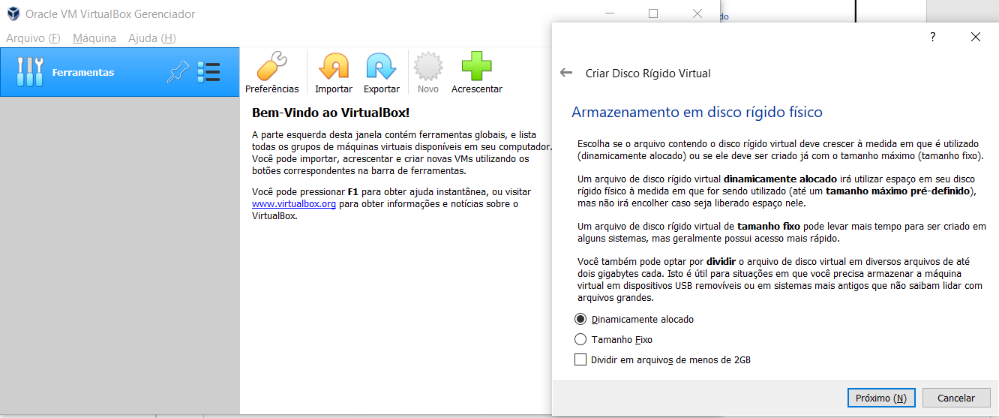 Oracle VM VirtualBox Gerenciador
Arquivo (F) Máquina Ajuda (H)
Ferramentas
Preferências Importar Exportar Novo Acrescentar
Bem-Vindo ao VirtualBox!
A parte esquerda desta janela contém ferramentas globais, e lista
todas os grupos de máquinas virtuais disponíveis em seu computador.
Você pode importar, acrescentar e criar novas VMs utilizando os
botões correspondentes na barra de ferramentas.
Você pode pressionar F1 para obter ajuda instantânea, ou visitar
www.virtualbox.org para obter informações e notícias sobre o
VirtualBox.
do
?
Criar Disco Rígido Virtual
Armazenamento em disco rígido físico
Escolha se o arquivo contendo o disco rígido virtual deve crescer à medida em que é utilizado
(dinamicamente alocado) ou se ele deve ser criado já com o tamanho máximo (tamanho fixo).
Um arquivo de disco rígido virtual dinamicamente alocado irá utilizar espaço em seu disco
rígido físico à medida em que for sendo utilizado (até um tamanho máximo pré-definido),
mas não irá encolher caso seja liberado espaço nele.
Um arquivo de disco rígido virtual de tamanho fixo pode levar mais tempo para ser criado em
alguns sistemas, mas geralmente possui acesso mais rápido.
Você também pode optar por dividir o arquivo de disco virtual em diversos arquivos de até
dois gigabytes cada. Isto é útil para situações em que você precisa armazenar a máquina
virtual em dispositivos USB removíveis ou em sistemas mais antigos que não saibam lidar com
arquivos grandes.
Dinamicamente alocado
Tamanho Fixo
Dividir em arquivos de menos de 2GB
Próximo (N) Cancelar